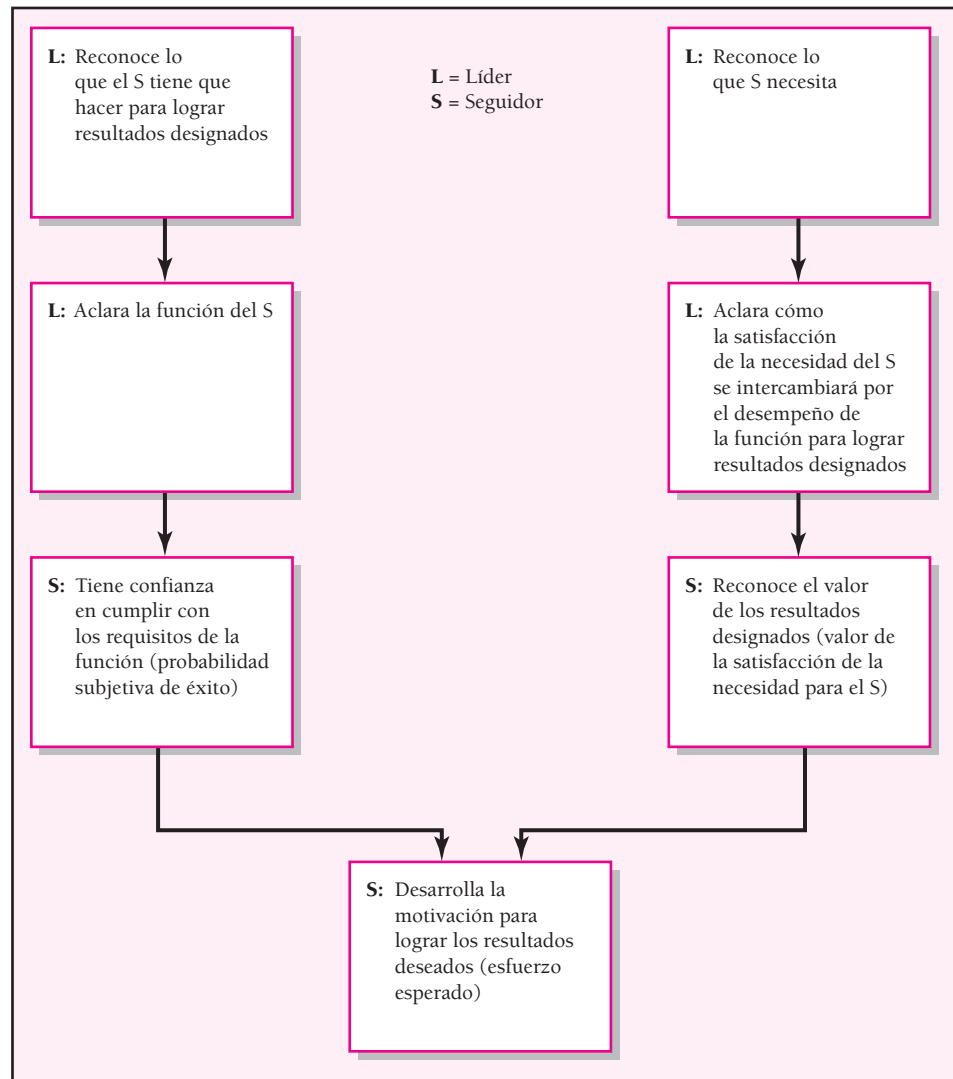 L: Reconoce lo
que el S tiene que
hacer para lograr
resultados designados
L = Líder
S = Seguidor
L: Reconoce lo
que S necesita
L: Aclara la función del S
L: Aclara cómo
la satisfacción
de la necesidad del S
se intercambiará por
el desempeño de
la función para lograr
resultados designados
S: Tiene confianza
en cumplir con
los requisitos de la
función (probabilidad
subjetiva de éxito)
S: Reconoce el valor
de los resultados
designados (valor de
la satisfacción de la
necesidad para el S)
S: Desarrolla la
motivación para
lograr los resultados
deseados (esfuerzo
esperado)